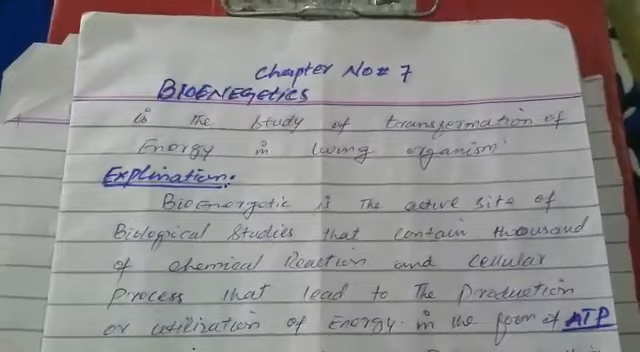 Chapter No# 7
BIOENEGETICS
is the study of transformation of
Energy in living organism
Explination:
Bioenergetic is the active site of
Biological Studies that contain thousand
of chemical Reaction and cellular
process that lead to The production
or utilization of Energy. in the form of ATP